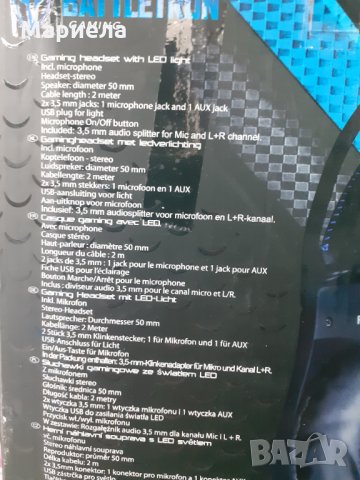 BATTLETRON
GAMING
Мариела
Gaming headset with LED light
Incl. microphone
Headset-stereo
Speaker: diameter 50 mm
Cable length: 2 meter
2x 3,5 mm jacks: 1 microphone jack and 1 AUX jack
USB plug for light
Microphone On/Off button
Included: 3,5 mm audio splitter for Mic and L+R channel.
Gamingheadset met ledverlichting
Incl. microfoon
Koptelefoon - stereo
Luidspreker: diameter 50 mm
Kabellengte: 2 meter
2x 3,5 mm stekkers: 1 microfoon en 1 AUX
USB-aansluiting voor licht
Aan-uitknop voor microfoon
Inclusief: 3,5 mm audiosplitter voor microfoon en L+R-kanaal.
Casque gaming avec LED
Avec microphone
Casque stéréo
Haut-parleur : diamètre 50 mm
Longueur du câble : 2 m
2 jacks de 3,5 mm : 1 jack pour le microphone et 1 jack pour AUX
Fiche USB pour l'éclairage
Bouton Marche/Arrêt pour le microphone
Inclus : diviseur audio 3,5 mm pour le canal micro et L/R.
Gaming Headset mit LED-Licht
Inkl. Mikrofon
Stereo-Headset
Lautsprecher: Durchmesser 50 mm
Kabellänge: 2 Meter
2 Stück 3,5 mm Klinkenstecker: 1 für Mikrofon und 1 für AUX
USB-Anschluss für Licht
Ein/Aus-Taste für Mikrofon
In der Packung enthalten: 3,5-mm-Klinkenadapter für Mikro und Kanal L+R.
Słuchawki gamingowe ze światłem LED
Z mikrofonem
Słuchawki stereo
Głośnik: średnica 50 mm
Długość kabla: 2 metry
2x wtyczka 3,5 mm: 1 wtyczka mikrofonu i 1 wtyczka AUX
Wtyczka USB do zasilania światła LED
Przycisk wł./wył. mikrofonu
W zestawie: Rozgałęźnik audio 3,5 mm dla kanału Mic i L + R.
Herní náhlavní souprava s LED světlem
vč. mikrofonu
Stereo náhlavní souprava
Reproduktor: průměr 50 mm
Délka kabelu: 2 m
2x 3,5mm konektor: 1 konektor pro mikrofon a 1 konektor
USB zástrčka na světlo
BAZAR